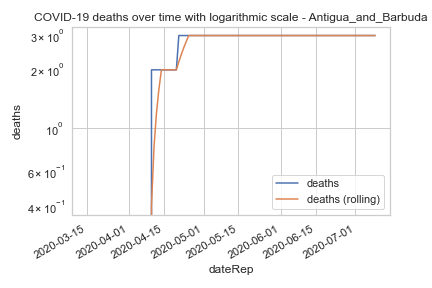 COVID-19 deaths over time with logarithmic scale - Antigua_and_Barbuda
deaths
3 × 10⁰
2 × 10⁰
10⁰
6 × 10⁻¹
4 × 10⁻¹
deaths
deaths (rolling)
2020-03-15
2020-04-01
2020-04-15
2020-05-01
2020-05-15
2020-06-01
2020-06-15
2020-07-01
dateRep